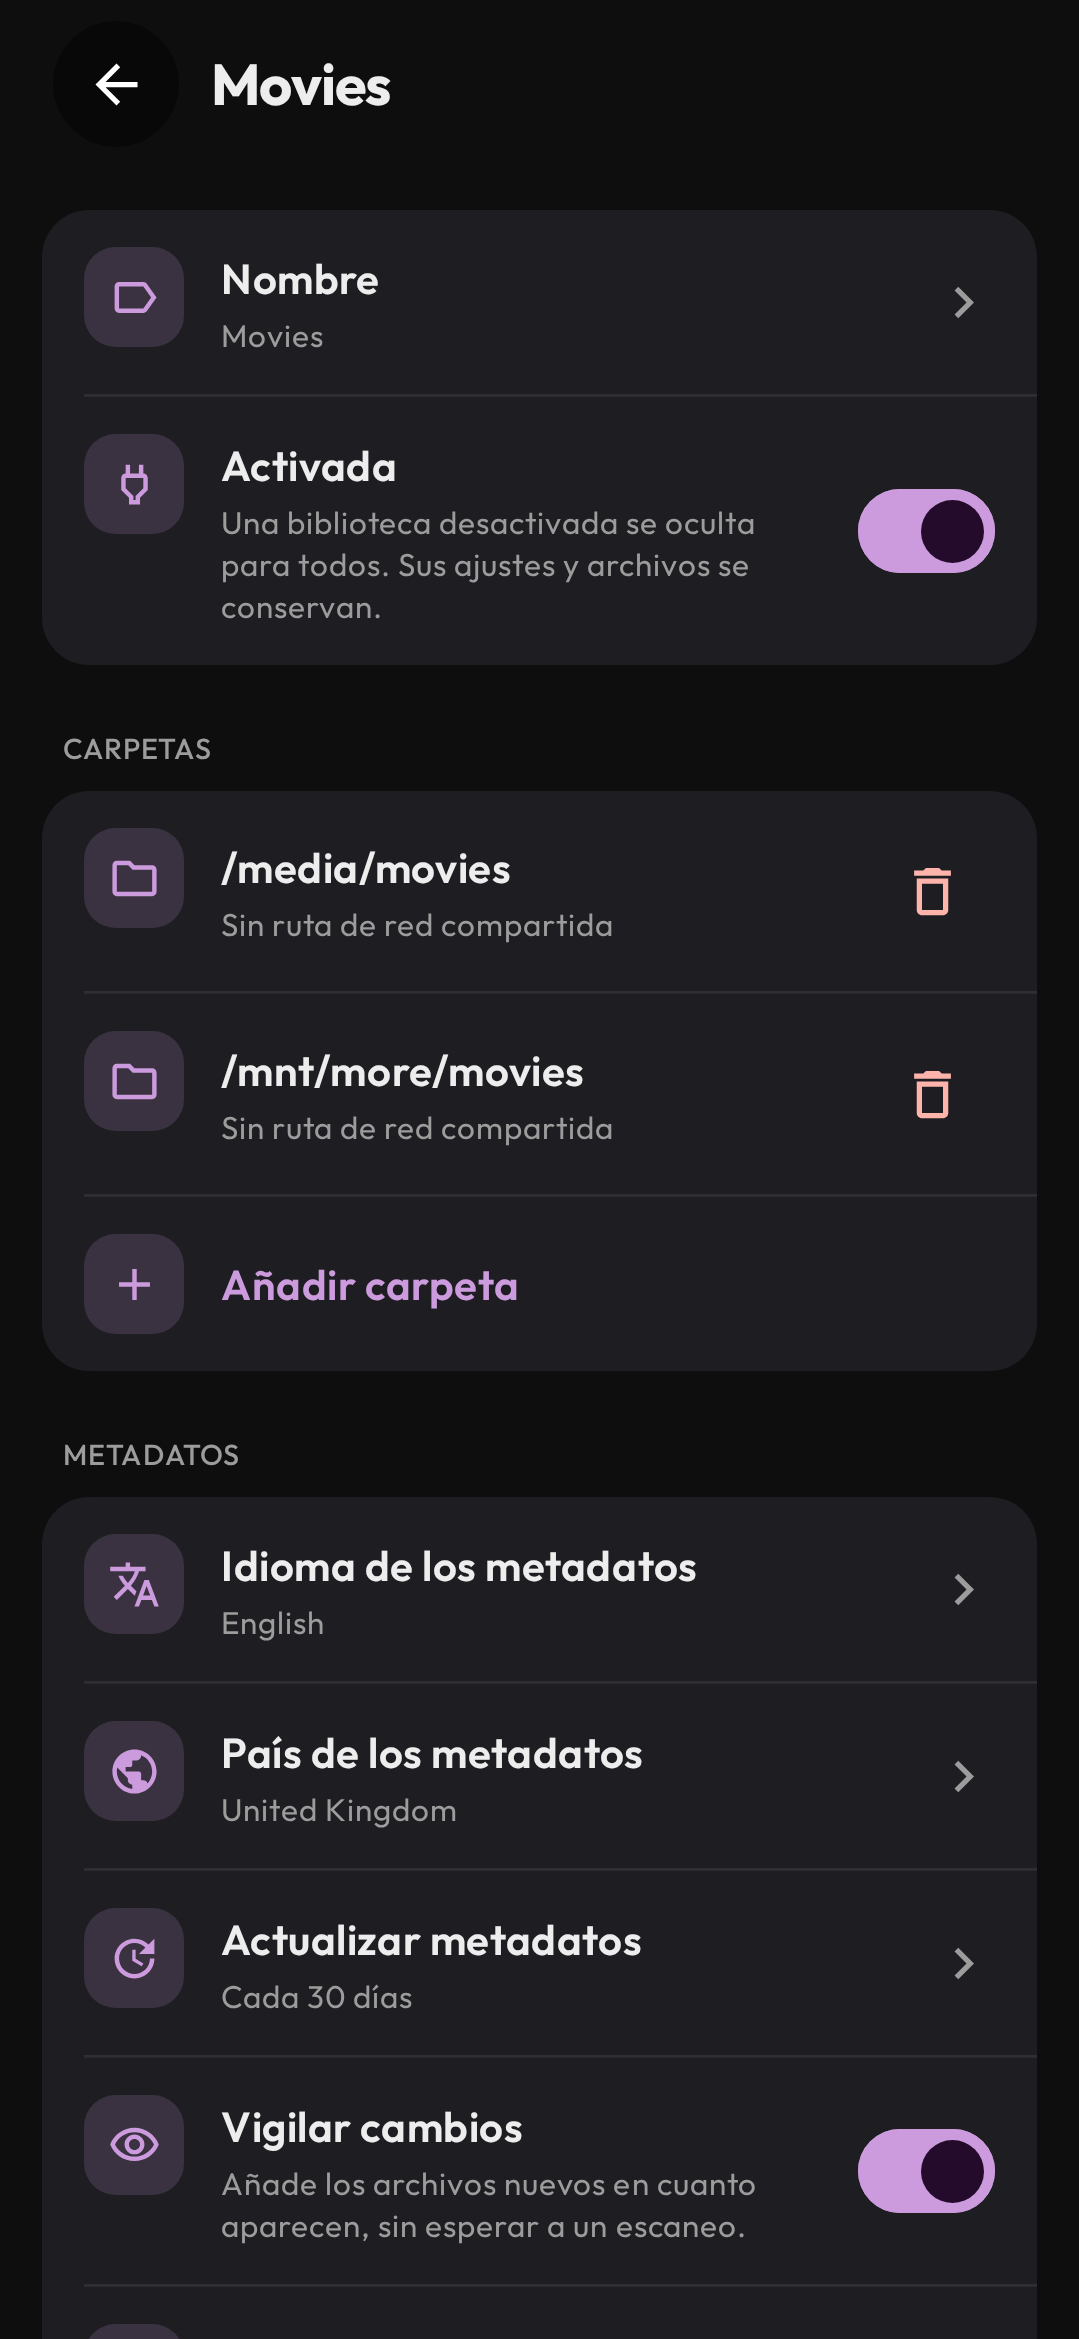 Movies
Nombre
Movies
Activada
Una biblioteca desactivada se oculta
para todos. Sus ajustes y archivos se
conservan.
CARPETAS
/media/movies
Sin ruta de red compartida
/mnt/more/movies
Sin ruta de red compartida
Añadir carpeta
METADATOS
Idioma de los metadatos
English
País de los metadatos
United Kingdom
Actualizar metadatos
Cada 30 días
Vigilar cambios
Añade los archivos nuevos en cuanto
aparecen, sin esperar a un escaneo.